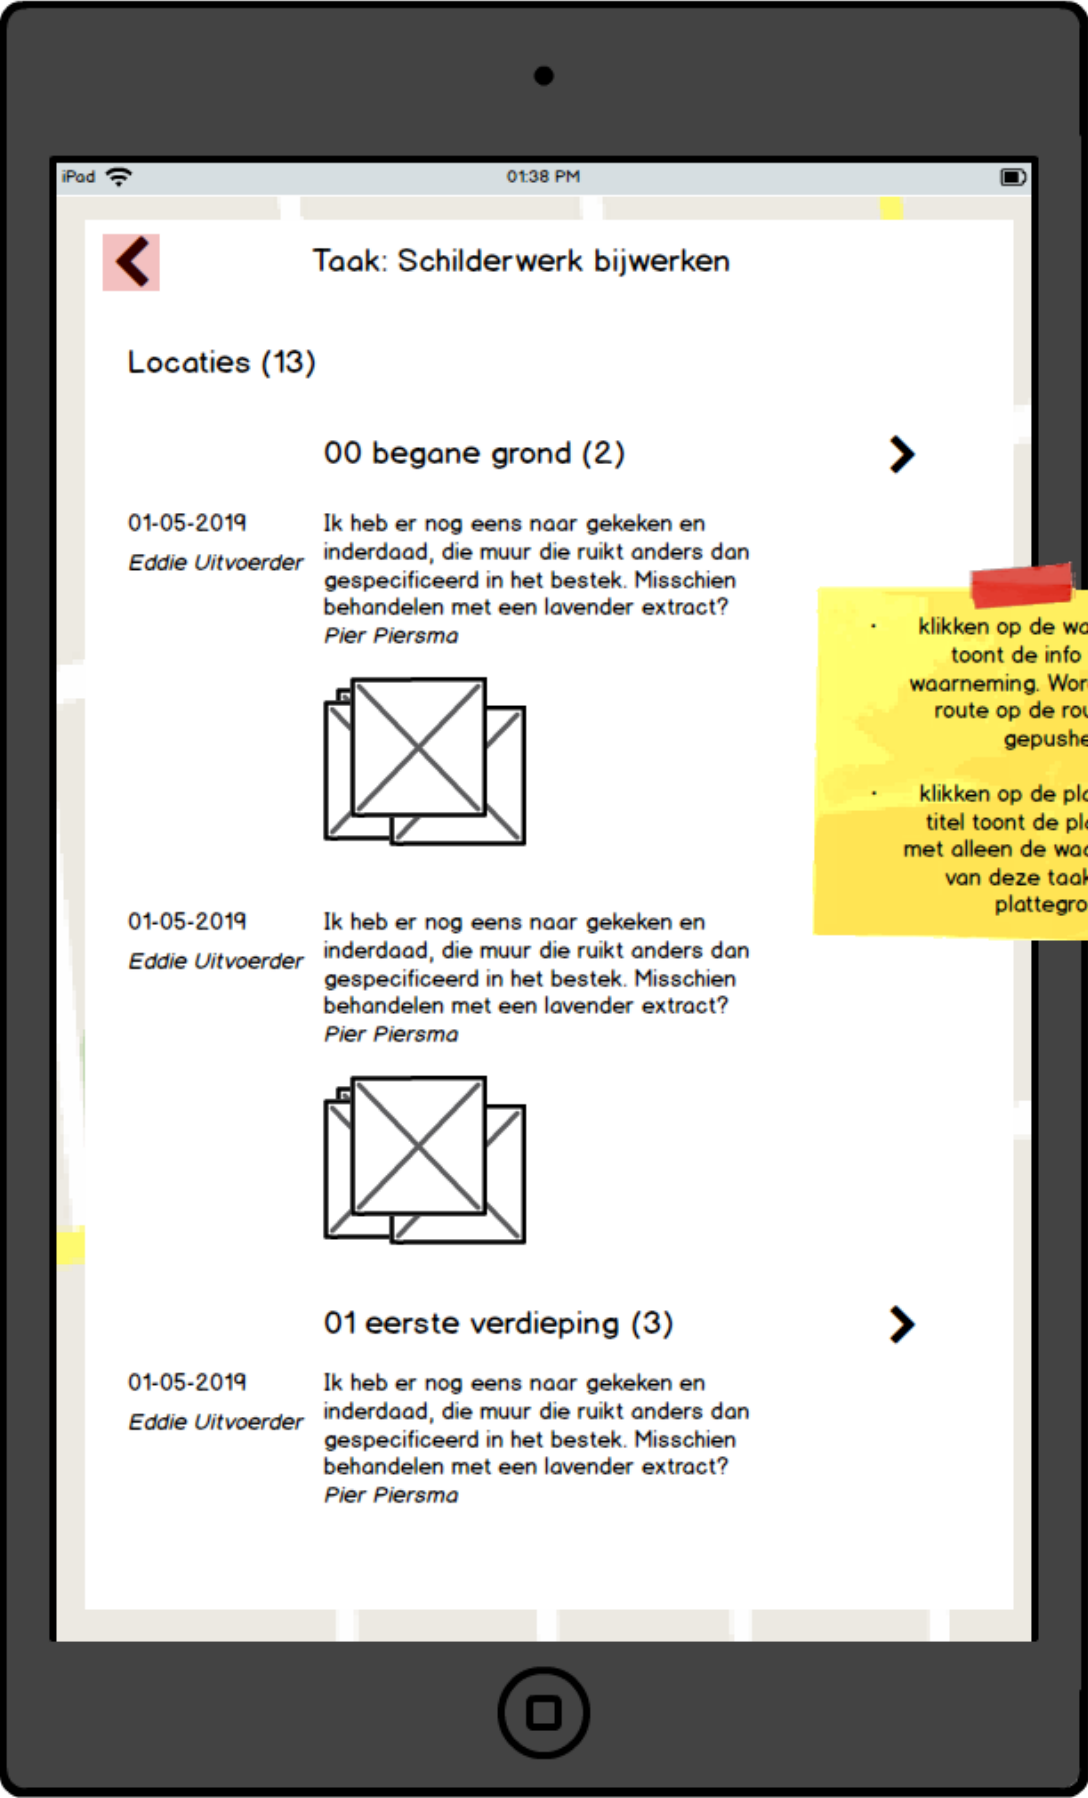 iPad
01:38 PM
Taak: Schilderwerk bijwerken
Locaties (13)
00 begane grond (2)
01-05-2019
Eddie Uitvoerder
Ik heb er nog eens naar gekeken en
inderdaad, die muur die ruikt anders dan
gespecificeerd in het bestek. Misschien
behandelen met een lavender extract?
Pier Piersma
klikken op de
toont de info
waarneming.
route op de
klikken op de
titel toont de
met alleen de
van deze taak
01-05-2019
Eddie Uitvoerder
Ik heb er nog eens naar gekeken en
inderdaad, die muur die ruikt anders dan
gespecificeerd in het bestek. Misschien
behandelen met een lavender extract?
Pier Piersma
01 eerste verdieping (3)
01-05-2019
Eddie Uitvoerder
Ik heb er nog eens naar gekeken en
inderdaad, die muur die ruikt anders dan
gespecificeerd in het bestek. Misschien
behandelen met een lavender extract?
Pier Piersma